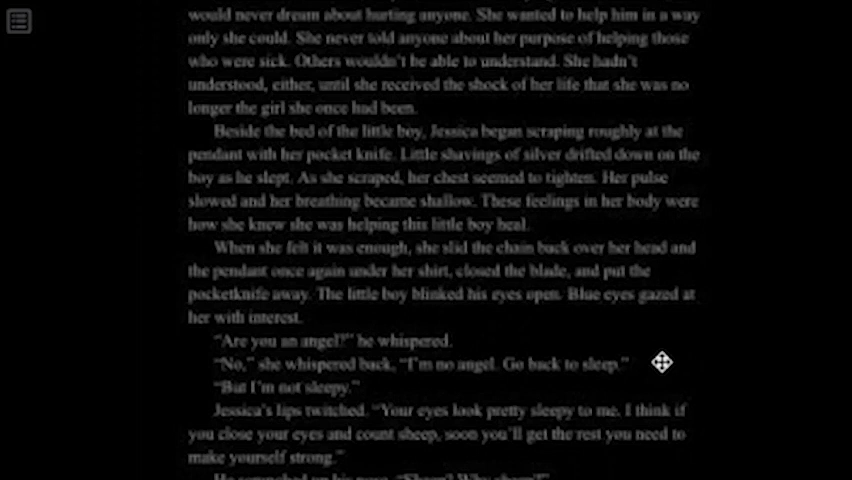 would never dream about hurting anyone. She wanted to help him in a way
only she could. She never told anyone about her purpose of helping those
who were sick. Others wouldn't be able to understand. She hadn't
understood, either, until she received the shock of her life that she was no
longer the girl she once had been.
Beside the bed of the little boy, Jessica began scraping roughly at the
pendant with her pocket knife. Little shavings of silver drifted down on the
boy as he slept. As she scraped, her chest seemed to tighten. Her pulse
slowed and her breathing became shallow. These feelings in her body were
how she knew she was helping this little boy heal.
When she felt it was enough, she slid the chain back over her head and
the pendant once again under her shirt, closed the blade, and put the
pocketknife away. The little boy blinked his eyes open. Blue eyes gazed at
her with interest.
“Are you an angel?” he whispered.
“No,” she whispered back, “I’m no angel. Go back to sleep.”
“But I’m not sleepy.”
Jessica’s lips twitched. “Your eyes look pretty sleepy to me. I think if
you close your eyes and count sheep, soon you’ll get the rest you need to
make yourself strong.”
He scrunched up his nose. “Sheep? Why sheep?”